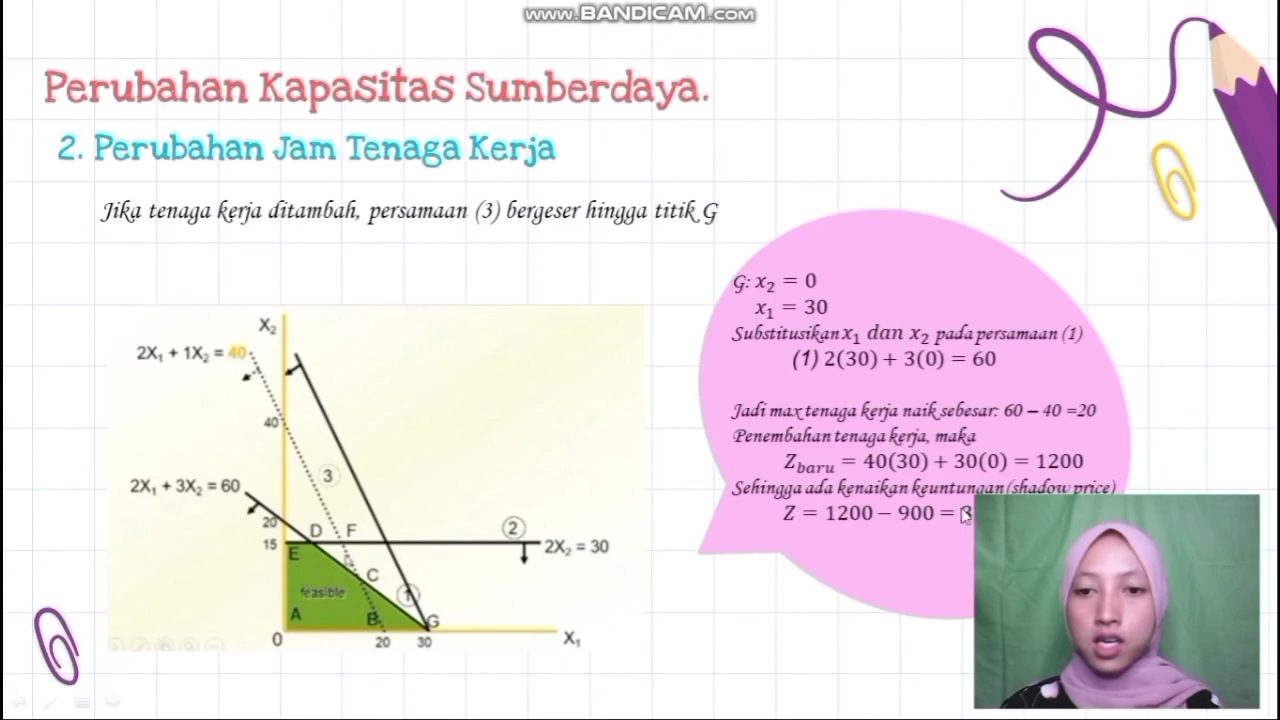 www.BANDICAM.com
Perubahan Kapasitas Sumberdaya.
2. Perubahan Jam Tenaga Kerja
Jika tenaga kerja ditambah, persamaan (3) bergeser hingga titik G
G: x₂ = 0
x₁ = 30
Substitusikan x₁ dan x₂ pada persamaan (1)
(1) 2(30) + 3(0) = 60
Jadi max tenaga kerja naik sebesar: 60 – 40 =20
Penembahan tenaga kerja, maka
Z_baru = 40(30) + 30(0) = 1200
Sehingga ada kenaikan keuntungan (shadow price)
Z = 1200 − 900 =
X₂
2X₁ + 1X₂ = 40
40
3
2X₁ + 3X₂ = 60
20
D F
2
15
E
2X₂ = 30
C
feasible
1
A
B
G
0
20
30
X₁